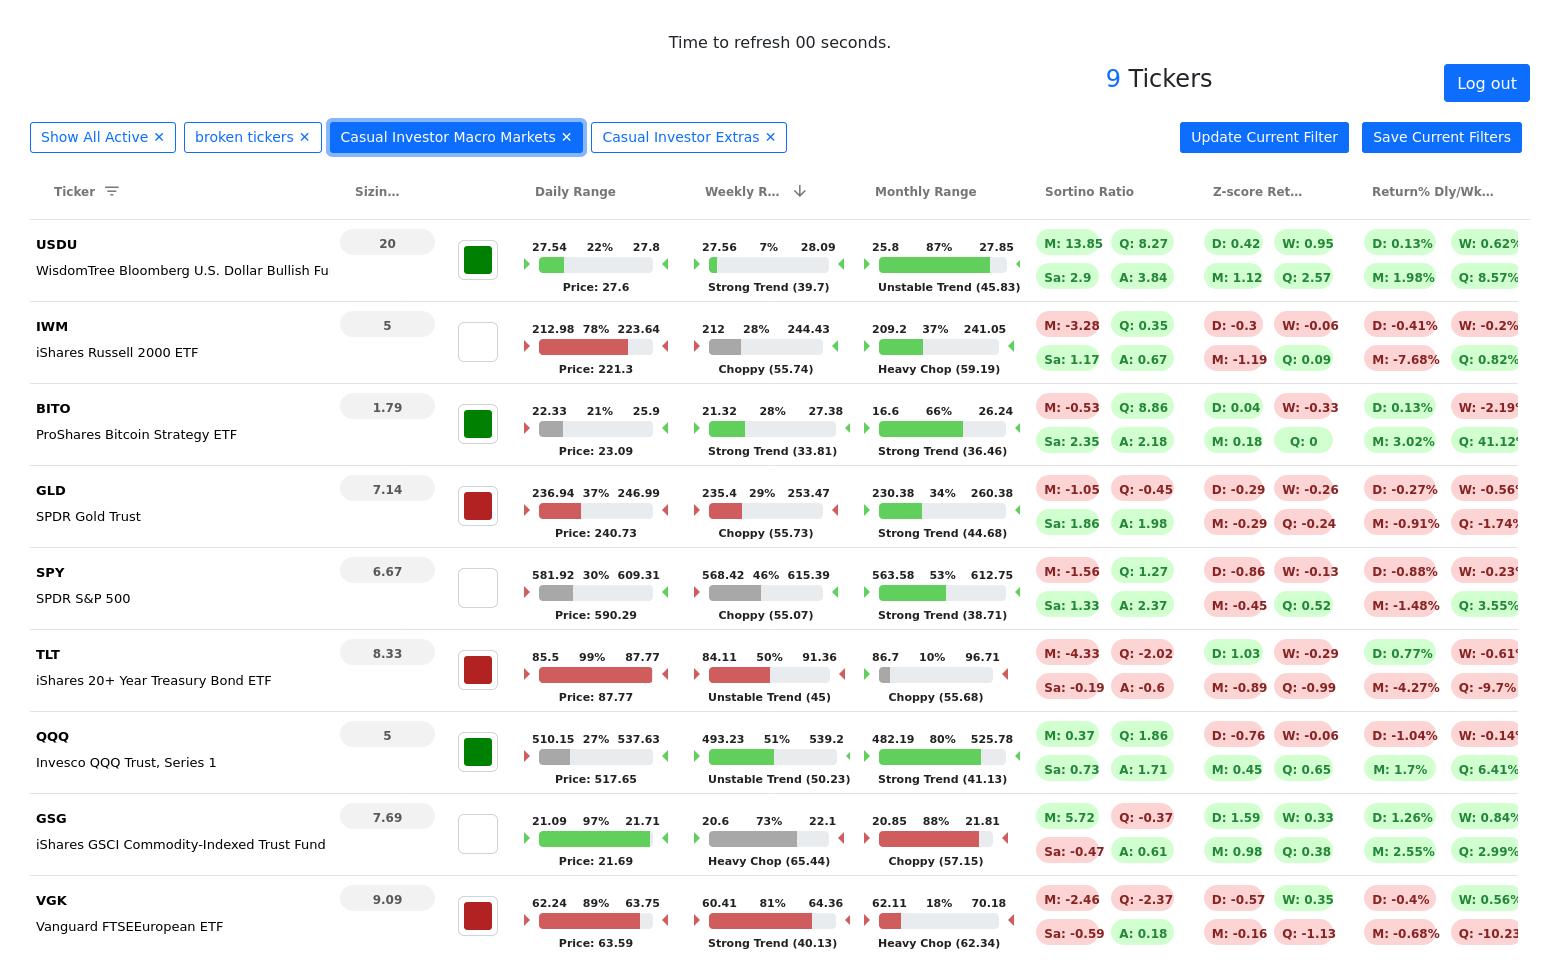 Time to refresh 00 seconds.
9 Tickers
Log out
Show All Active ✕ broken tickers ✕ Casual Investor Macro Markets ✕ Casual Investor Extras ✕ Update Current Filter Save Current Filters
Ticker Sizin... Daily Range Weekly R... Monthly Range Sortino Ratio Z-score Ret... Return% Dly/Wk...
USDU 20 27.54 22% 27.8 27.56 7% 28.09 25.8 87% 27.85 M: 13.85 Q: 8.27 D: 0.42 W: 0.95 D: 0.13% W: 0.62%
WisdomTree Bloomberg U.S. Dollar Bullish Fu Sa: 2.9 A: 3.84 M: 1.12 Q: 2.57 M: 1.98% Q: 8.57%
Price: 27.6 Strong Trend (39.7) Unstable Trend (45.83)
IWM 5 212.98 78% 223.64 212 28% 244.43 209.2 37% 241.05 M: -3.28 Q: 0.35 D: -0.3 W: -0.06 D: -0.41% W: -0.2%
iShares Russell 2000 ETF Sa: 1.17 A: 0.67 M: -1.19 Q: 0.09 M: -7.68% Q: 0.82%
Price: 221.3 Choppy (55.74) Heavy Chop (59.19)
BITO 1.79 22.33 21% 25.9 21.32 28% 27.38 16.6 66% 26.24 M: -0.53 Q: 8.86 D: 0.04 W: -0.33 D: 0.13% W: -2.19%
ProShares Bitcoin Strategy ETF Sa: 2.35 A: 2.18 M: 0.18 Q: 0 M: 3.02% Q: 41.12%
Price: 23.09 Strong Trend (33.81) Strong Trend (36.46)
GLD 7.14 236.94 37% 246.99 235.4 29% 253.47 230.38 34% 260.38 M: -1.05 Q: -0.45 D: -0.29 W: -0.26 D: -0.27% W: -0.56%
SPDR Gold Trust Sa: 1.86 A: 1.98 M: -0.29 Q: -0.24 M: -0.91% Q: -1.74%
Price: 240.73 Choppy (55.73) Strong Trend (44.68)
SPY 6.67 581.92 30% 609.31 568.42 46% 615.39 563.58 53% 612.75 M: -1.56 Q: 1.27 D: -0.86 W: -0.13 D: -0.88% W: -0.23%
SPDR S&P 500 Sa: 1.33 A: 2.37 M: -0.45 Q: 0.52 M: -1.48% Q: 3.55%
Price: 590.29 Choppy (55.07) Strong Trend (38.71)
TLT 8.33 85.5 99% 87.77 84.11 50% 91.36 86.7 10% 96.71 M: -4.33 Q: -2.02 D: 1.03 W: -0.29 D: 0.77% W: -0.61%
iShares 20+ Year Treasury Bond ETF Sa: -0.19 A: -0.6 M: -0.89 Q: -0.99 M: -4.27% Q: -9.7%
Price: 87.77 Unstable Trend (45) Choppy (55.68)
QQQ 5 510.15 27% 537.63 493.23 51% 539.2 482.19 80% 525.78 M: 0.37 Q: 1.86 D: -0.76 W: -0.06 D: -1.04% W: -0.14%
Invesco QQQ Trust, Series 1 Sa: 0.73 A: 1.71 M: 0.45 Q: 0.65 M: 1.7% Q: 6.41%
Price: 517.65 Unstable Trend (50.23) Strong Trend (41.13)
GSG 7.69 21.09 97% 21.71 20.6 73% 22.1 20.85 88% 21.81 M: 5.72 Q: -0.37 D: 1.59 W: 0.33 D: 1.26% W: 0.84%
iShares GSCI Commodity-Indexed Trust Fund Sa: -0.47 A: 0.61 M: 0.98 Q: 0.38 M: 2.55% Q: 2.99%
Price: 21.69 Heavy Chop (65.44) Choppy (57.15)
VGK 9.09 62.24 89% 63.75 60.41 81% 64.36 62.11 18% 70.18 M: -2.46 Q: -2.37 D: -0.57 W: 0.35 D: -0.4% W: 0.56%
Vanguard FTSEEuropean ETF Sa: -0.59 A: 0.18 M: -0.16 Q: -1.13 M: -0.68% Q: -10.23
Price: 63.59 Strong Trend (40.13) Heavy Chop (62.34)